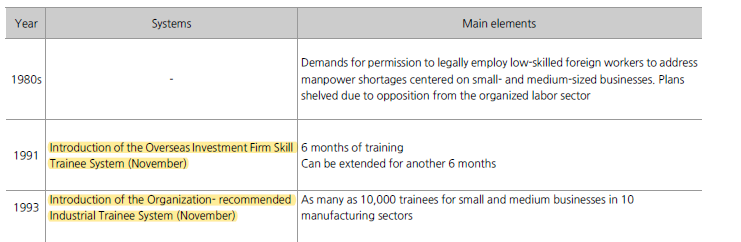 Year Systems Main elements
1980s - Demands for permission to legally employ low-skilled foreign workers to address
manpower shortages centered on small- and medium-sized businesses. Plans
shelved due to opposition from the organized labor sector
1991 Introduction of the Overseas Investment Firm Skill
Trainee System (November)
6 months of training
Can be extended for another 6 months
1993 Introduction of the Organization- recommended
Industrial Trainee System (November)
As many as 10,000 trainees for small and medium businesses in 10
manufacturing sectors